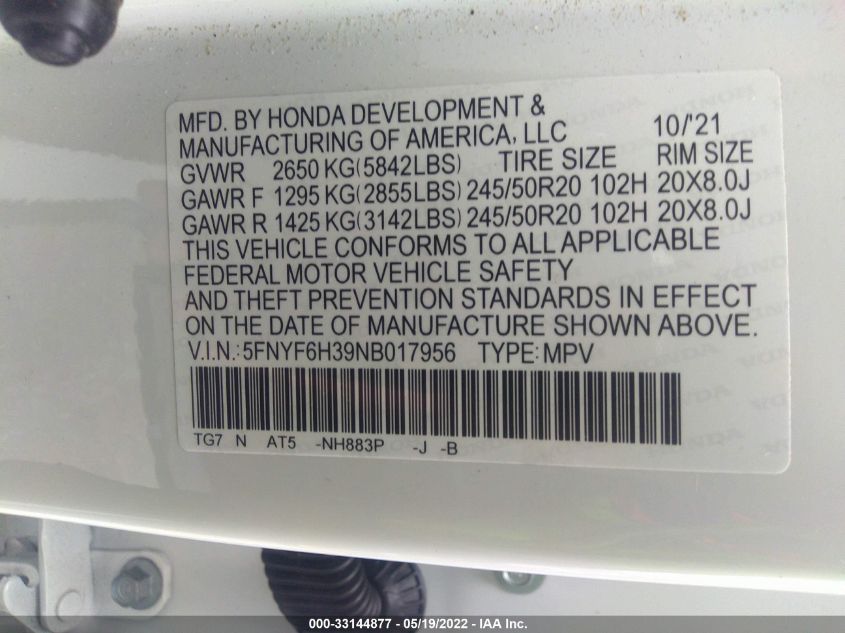 MFD. BY HONDA DEVELOPMENT &
MANUFACTURING OF AMERICA, LLC 10/'21
GVWR 2650 KG(5842LBS) TIRE SIZE RIM SIZE
GAWR F 1295 KG(2855LBS) 245/50R20 102H 20X8.0J
GAWR R 1425 KG(3142LBS) 245/50R20 102H 20X8.0J
THIS VEHICLE CONFORMS TO ALL APPLICABLE
FEDERAL MOTOR VEHICLE SAFETY
AND THEFT PREVENTION STANDARDS IN EFFECT
ON THE DATE OF MANUFACTURE SHOWN ABOVE.
V.I.N.:5FNYF6H39NB017956 TYPE:MPV
TG7 N AT5 -NH883P -J -B
000-33144877 - 05/19/2022 - IAA Inc.